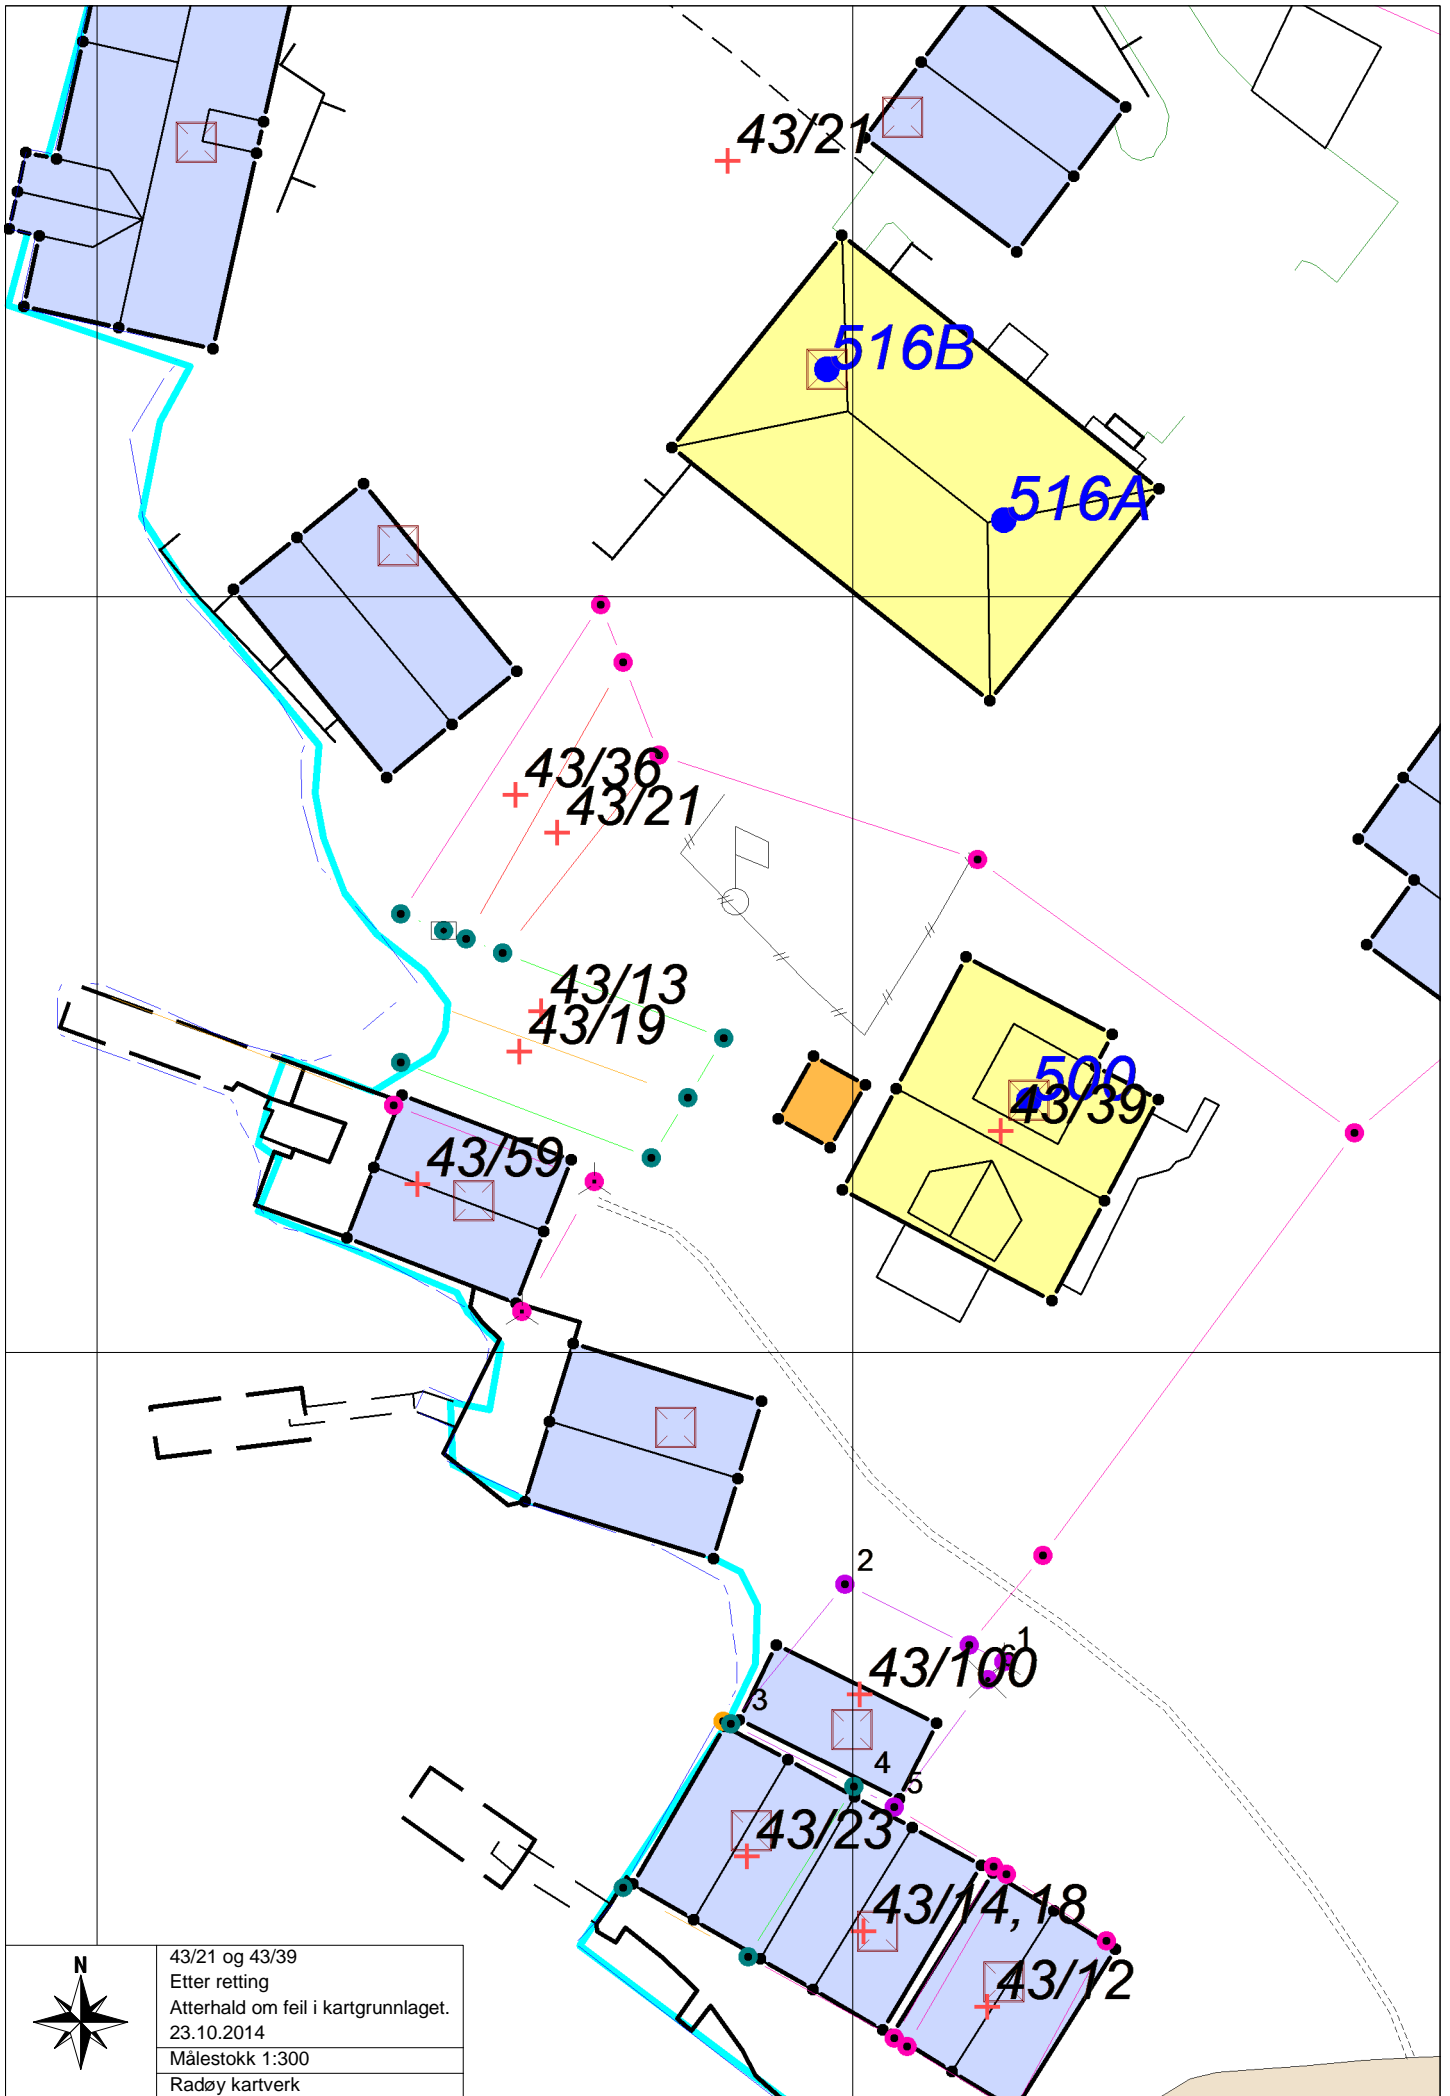 43/21
516B
516A
43/36
43/21
43/13
43/19
500
43/39
43/59
2
1
6
43/100
3
4
5
43/23
43/14,18
43/12
N
43/21 og 43/39
Etter retting
Atterhald om feil i kartgrunnlaget.
23.10.2014
Målestokk 1:300
Radøy kartverk